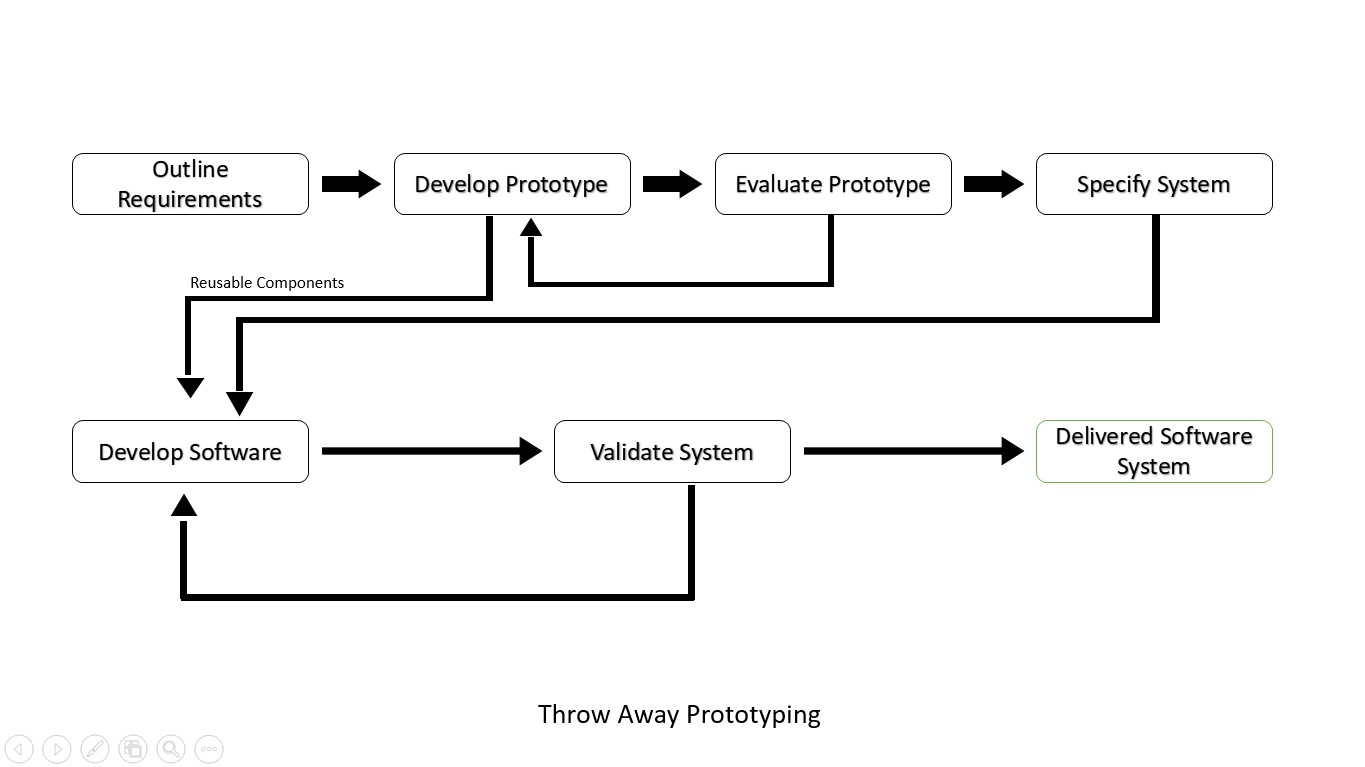 Outline
Requirements
Develop Prototype
Evaluate Prototype
Specify System
Reusable Components
Develop Software
Validate System
Delivered Software
System
Throw Away Prototyping